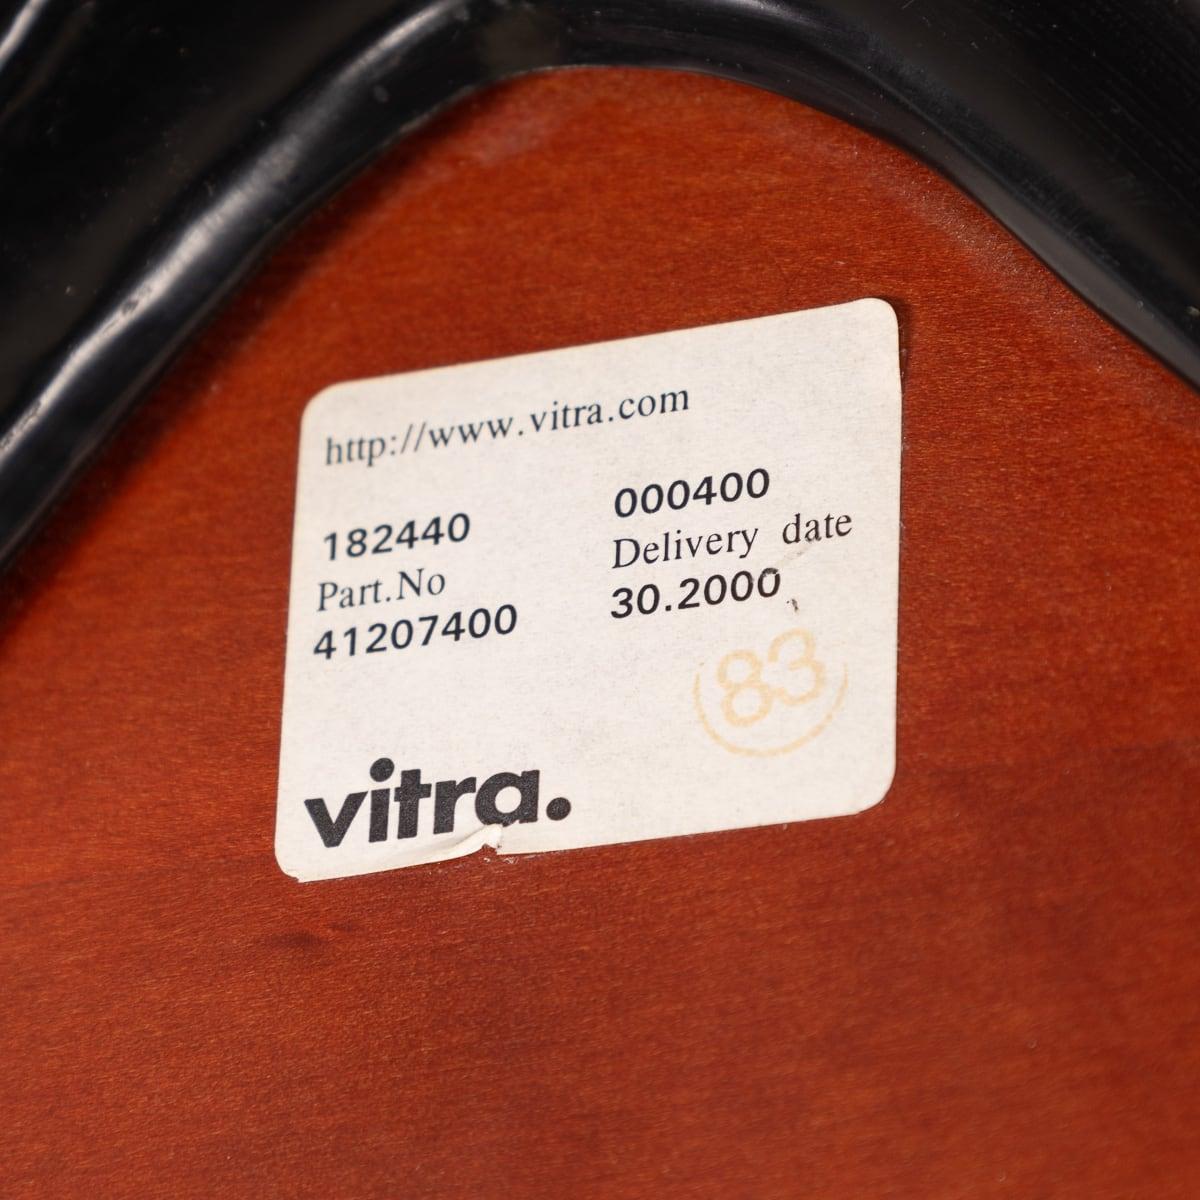 http://www.vitra.com
182440 000400
Part.No Delivery date
41207400 30.2000
83
vitra.